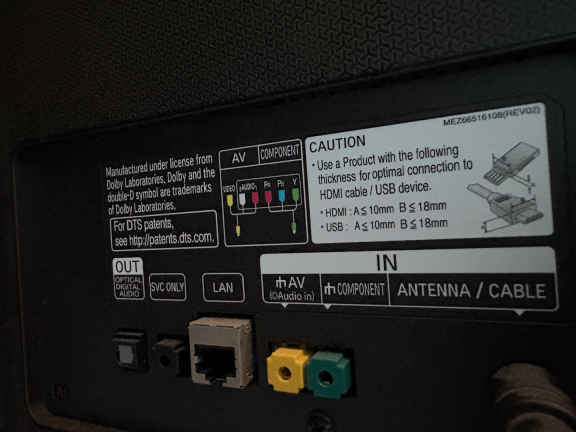 MEZ66516108(REV02)
Manufactured under license from
Dolby Laboratories. Dolby and the
double-D symbol are trademarks
of Dolby Laboratories.
For DTS patents,
see http://patents.dts.com.
AV
COMPONENT
VIDEO
AUDIO
PR
PB
Y
CAUTION
• Use a Product with the following
thickness for optimal connection to
HDMI cable / USB device.
* HDMI : A ≤ 10mm B ≤ 18mm
* USB : A ≤ 10mm B ≤ 18mm
OUT
OPTICAL
DIGITAL
AUDIO
SVC ONLY
LAN
IN
AV
COMPONENT
ANTENNA / CABLE
Audio in)